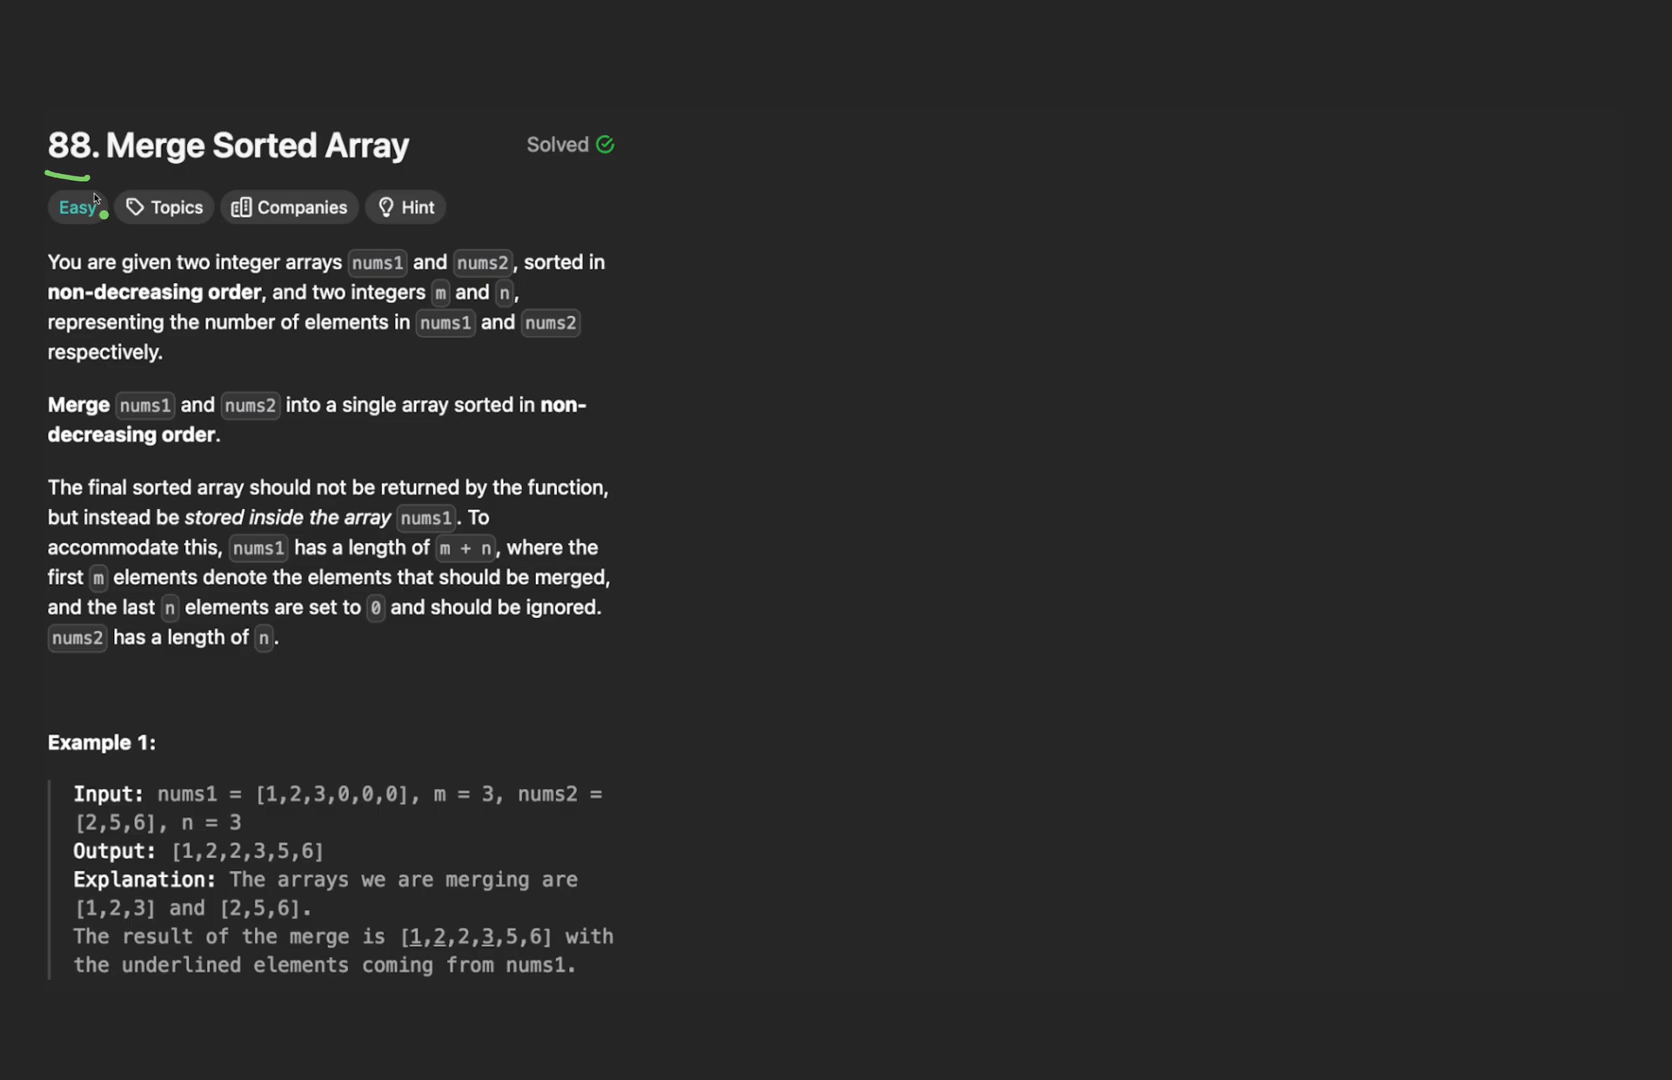 88. Merge Sorted Array
Solved
Easy Topics Companies Hint
You are given two integer arrays nums1 and nums2, sorted in
non-decreasing order, and two integers m and n,
representing the number of elements in nums1 and nums2
respectively.
Merge nums1 and nums2 into a single array sorted in non-
decreasing order.
The final sorted array should not be returned by the function,
but instead be stored inside the array nums1. To
accommodate this, nums1 has a length of m + n, where the
first m elements denote the elements that should be merged,
and the last n elements are set to 0 and should be ignored.
nums2 has a length of n.
Example 1:
Input: nums1 = [1,2,3,0,0,0], m = 3, nums2 =
[2,5,6], n = 3
Output: [1,2,2,3,5,6]
Explanation: The arrays we are merging are
[1,2,3] and [2,5,6].
The result of the merge is [1,2,2,3,5,6] with
the underlined elements coming from nums1.